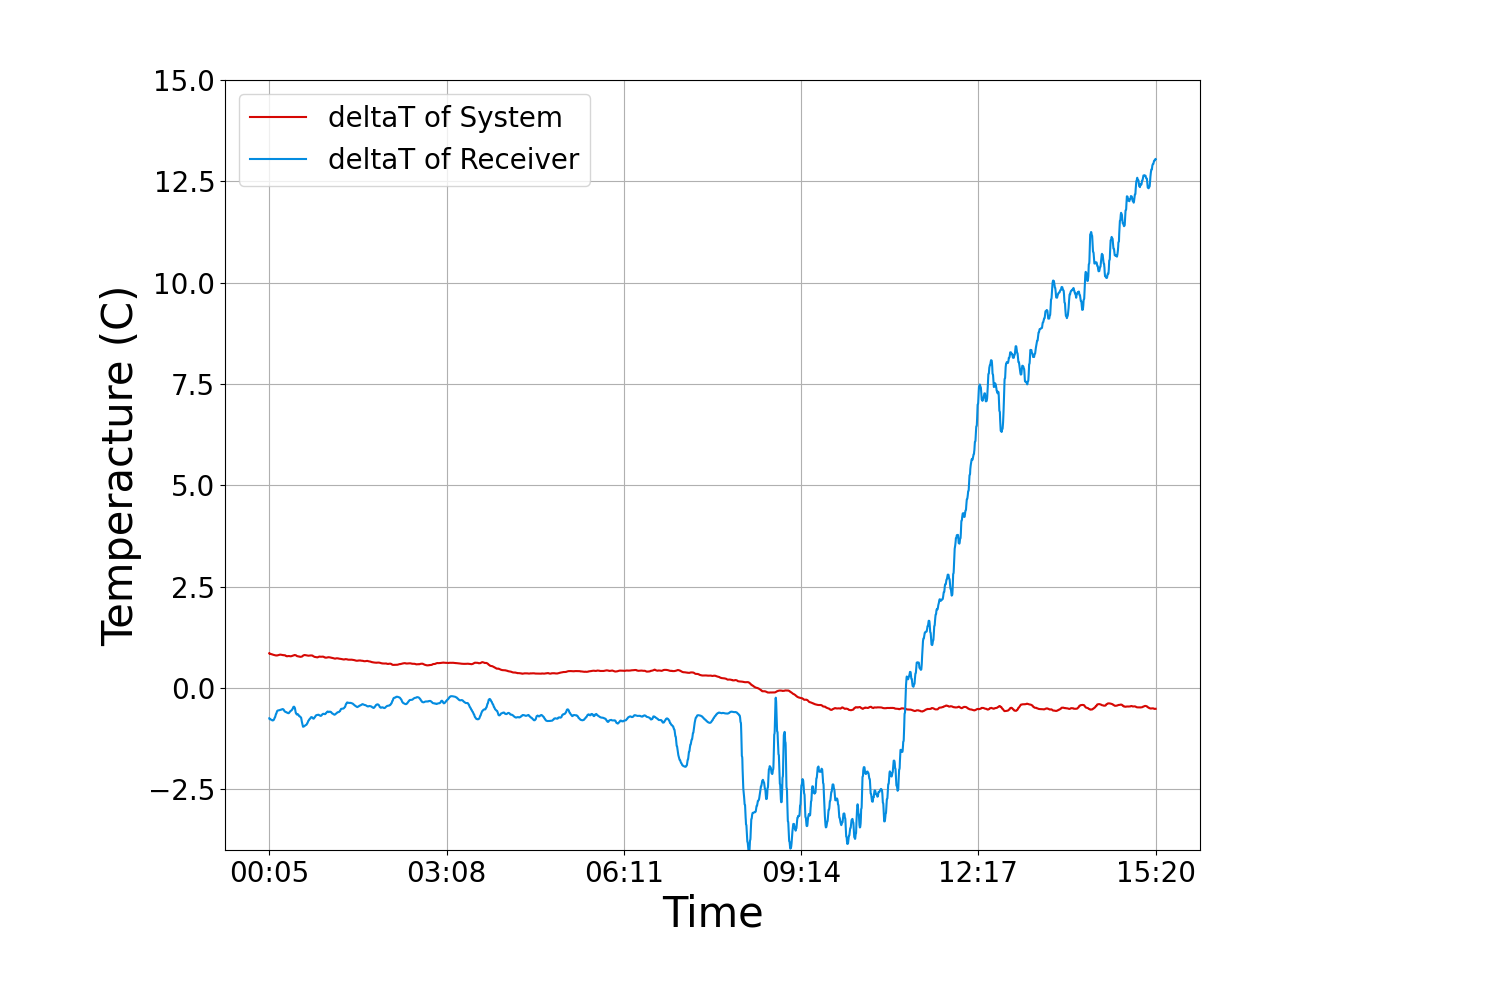 15.0
12.5
10.0
7.5
5.0
2.5
0.0
−2.5
Temperacture (C)
deltaT of System
deltaT of Receiver
00:05 03:08 06:11 09:14 12:17 15:20
Time